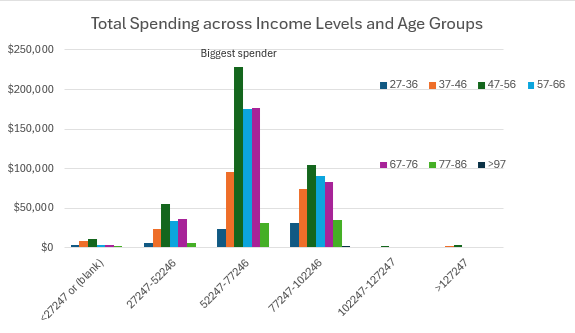 Total Spending across Income Levels and Age Groups
$250,000
Biggest spender
$200,000
27-36 37-46 47-56 57-66
$150,000
$100,000
67-76 77-86 >97
$50,000
$0
<27247 or (blank)
27247-52246
52247-77246
77247-102246
102247-127247
>127247